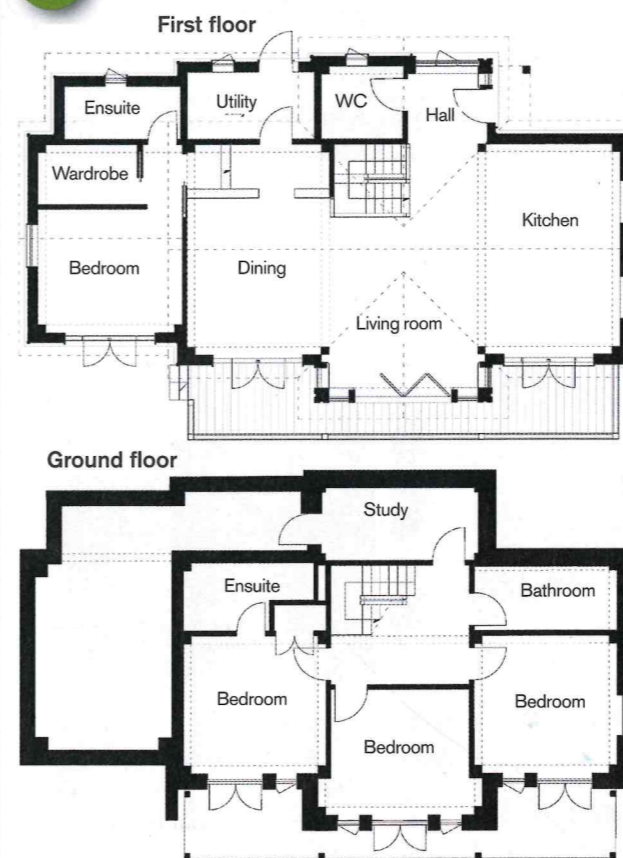 First floor
Ensuite
Utility
WC
Hall
Wardrobe
Kitchen
Bedroom
Dining
Living room
Ground floor
Study
Ensuite
Bathroom
Bedroom
Bedroom
Bedroom